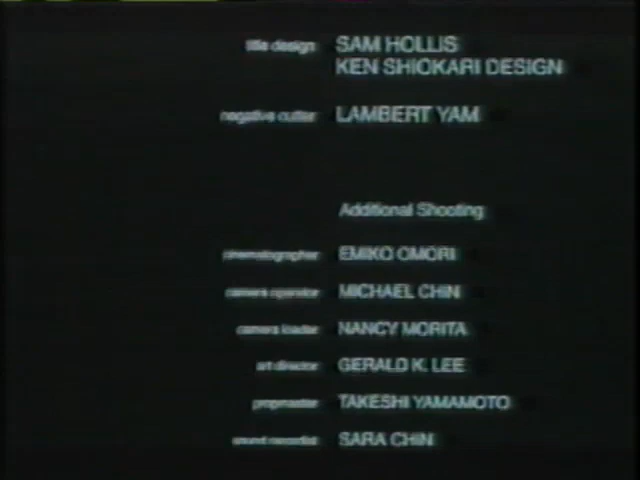 title design SAM HOLLIS
KEN SHIOKARI DESIGN
negative cutter LAMBERT YAM
Additional Shooting
cinematographer EMIKO OMORI
camera operator MICHAEL CHIN
camera loader NANCY MORITA
art director GERALD K. LEE
propmaster TAKESHI YAMAMOTO
sound recordist SARA CHIN